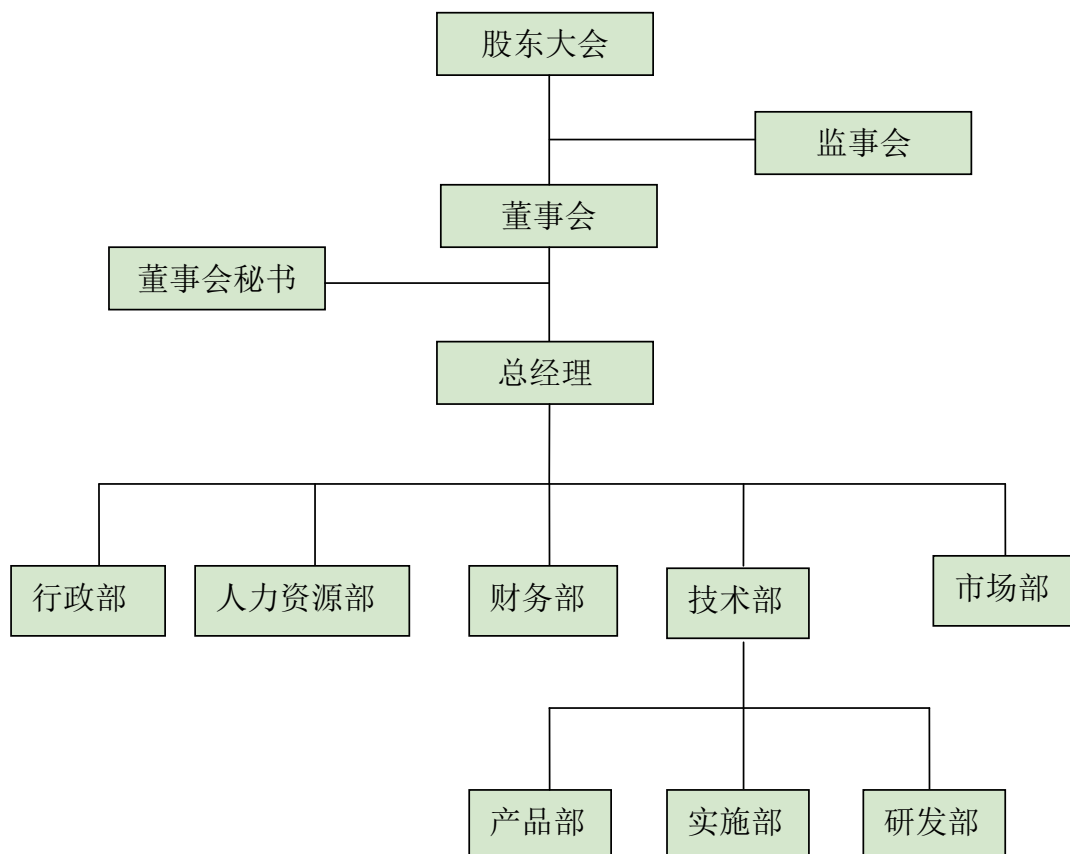 股东大会
监事会
董事会
董事会秘书
总经理
行政部
人力资源部
财务部
技术部
市场部
产品部
实施部
研发部